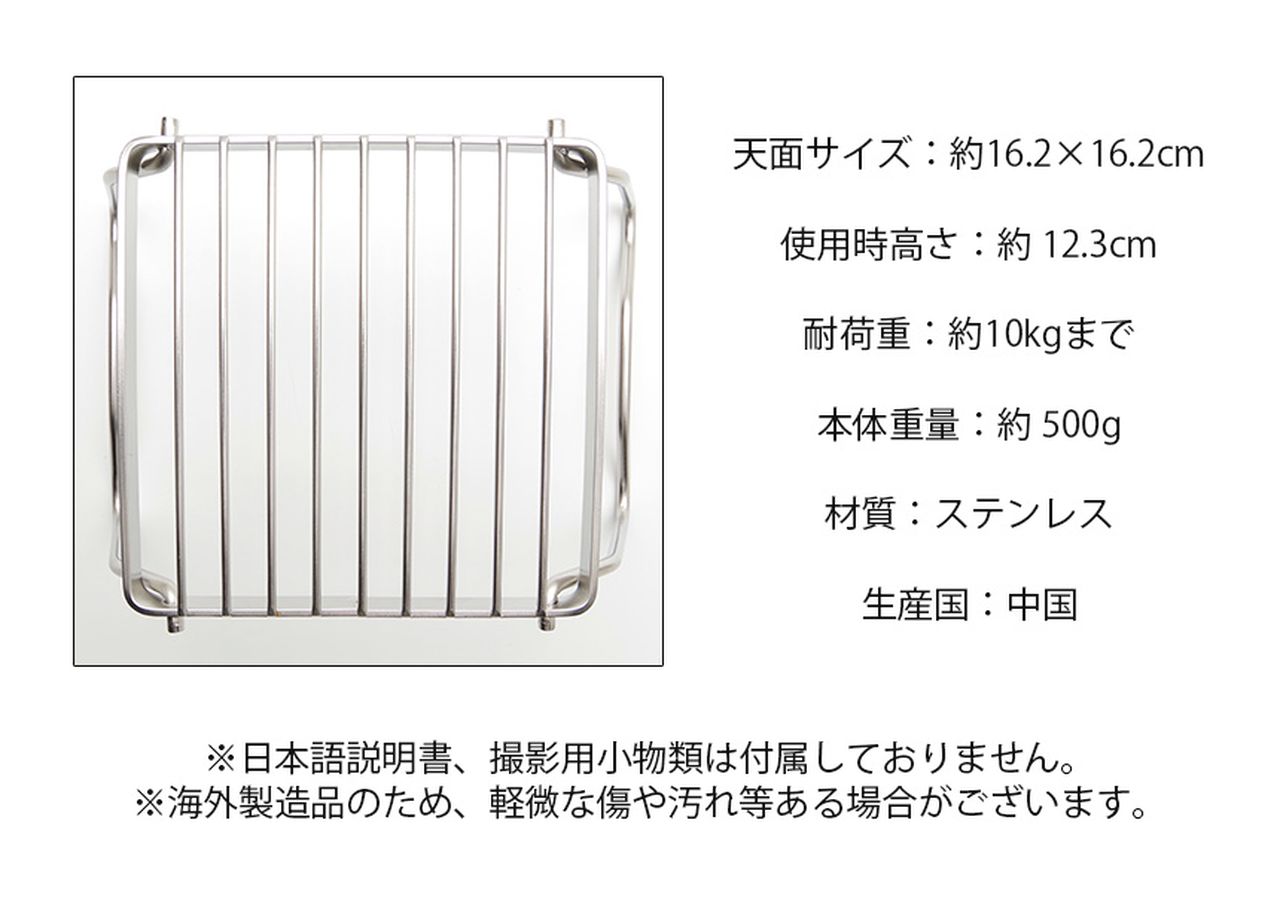 天面サイズ：約16.2×16.2cm
使用時高さ：約 12.3cm
耐荷重：約10kgまで
本体重量：約 500g
材質：ステンレス
生産国：中国
※日本語説明書、撮影用小物類は付属しておりません。
※海外製造品のため、軽微な傷や汚れ等ある場合がございます。